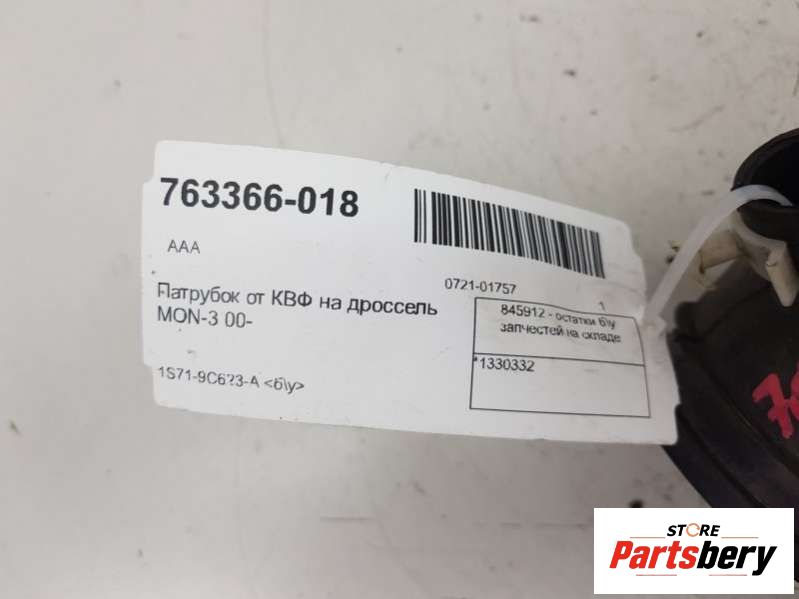 763366-018
AAA
Патрубок от КВФ на дроссель
MON-3 00-
1S71-9C623-A <б\у>
0721-01757
1
845912 - остатки б\у
запчестей на складе
*1330332
STORE
Partsbery